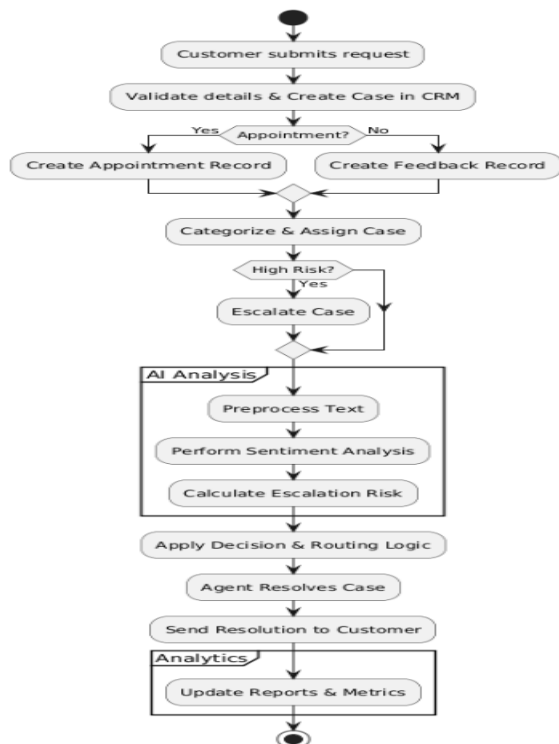 Customer submits request
Validate details & Create Case in CRM
Yes
Appointment?
No
Create Appointment Record
Create Feedback Record
Categorize & Assign Case
High Risk?
Yes
Escalate Case
AI Analysis
Preprocess Text
Perform Sentiment Analysis
Calculate Escalation Risk
Apply Decision & Routing Logic
Agent Resolves Case
Send Resolution to Customer
Analytics
Update Reports & Metrics